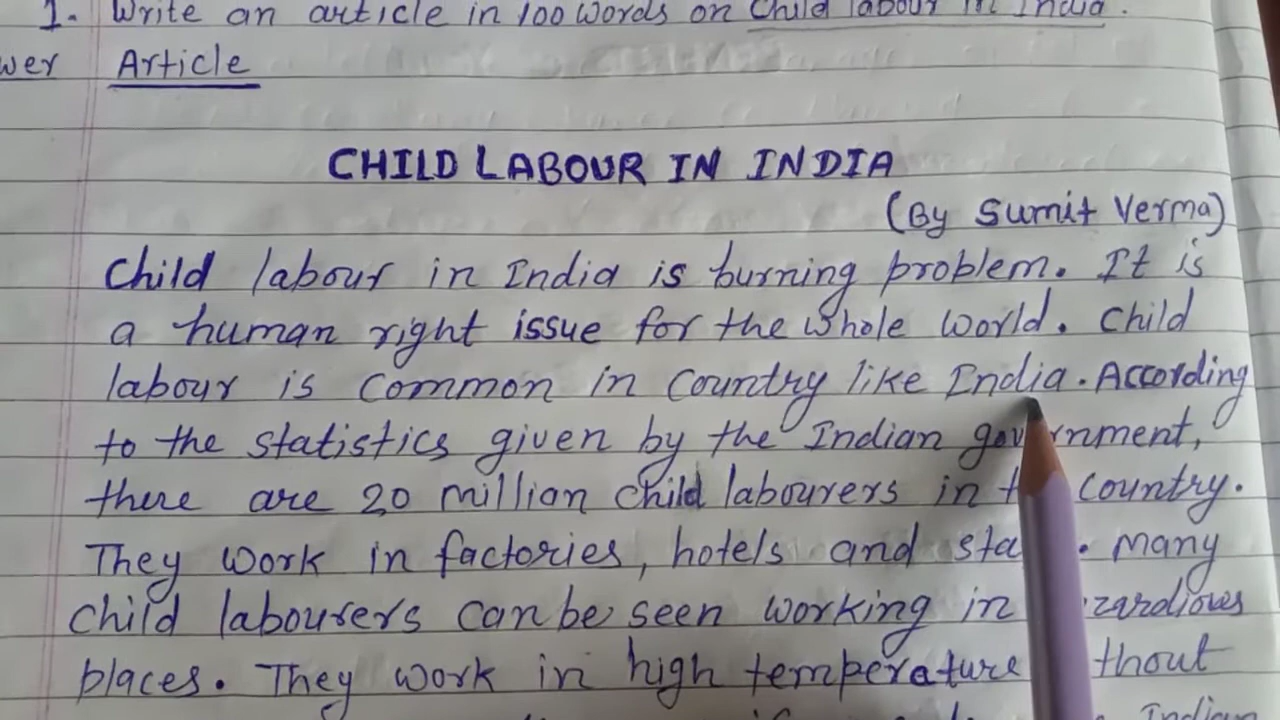 1. Write an article in 100 words on Child labour in India.
wer Article
CHILD LABOUR IN INDIA
(By Sumit Verma)
Child labour in India is burning problem. It is
a human right issue for the whole world. Child
labour is common in country like India. According
to the statistics given by the Indian government,
there are 20 million child labourers in country.
They work in factories, hotels and Many
child labourers can be seen working in
places. They work in high temperature
Indian